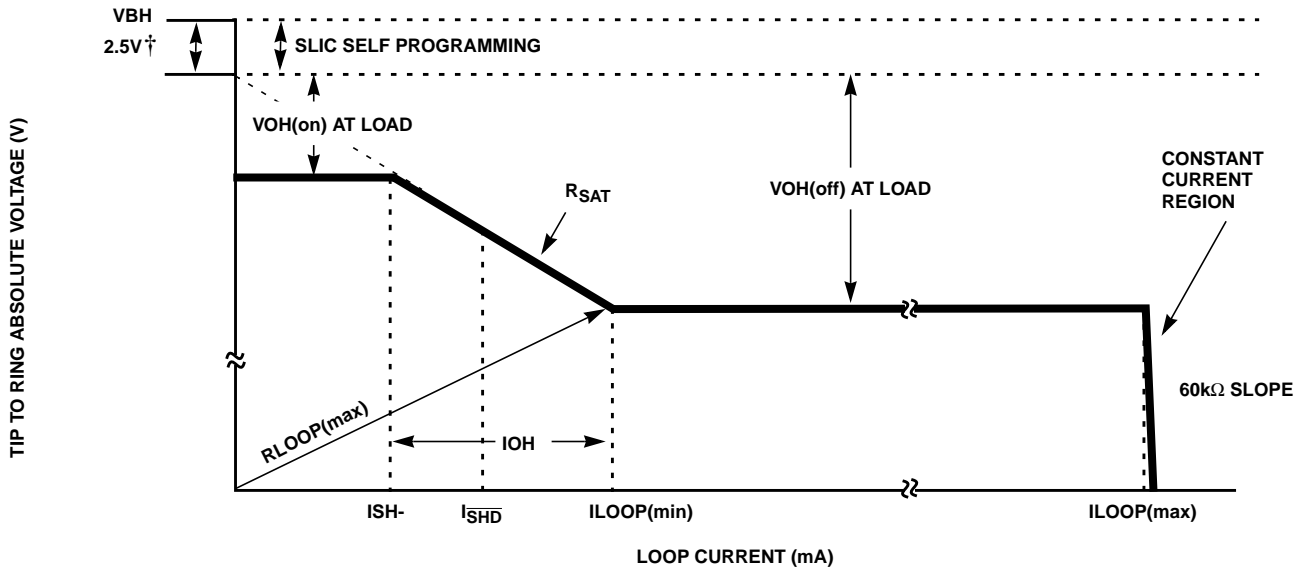 VBH
2.5V †
SLIC SELF PROGRAMMING
VOH(on) AT LOAD
TIP TO RING ABSOLUTE VOLTAGE (V)
RSAT
VOH(off) AT LOAD
CONSTANT
CURRENT
REGION
60kΩ SLOPE
RLOOP(max)
IOH
ISH-
ISHD
ILOOP(min)
ILOOP(max)
LOOP CURRENT (mA)